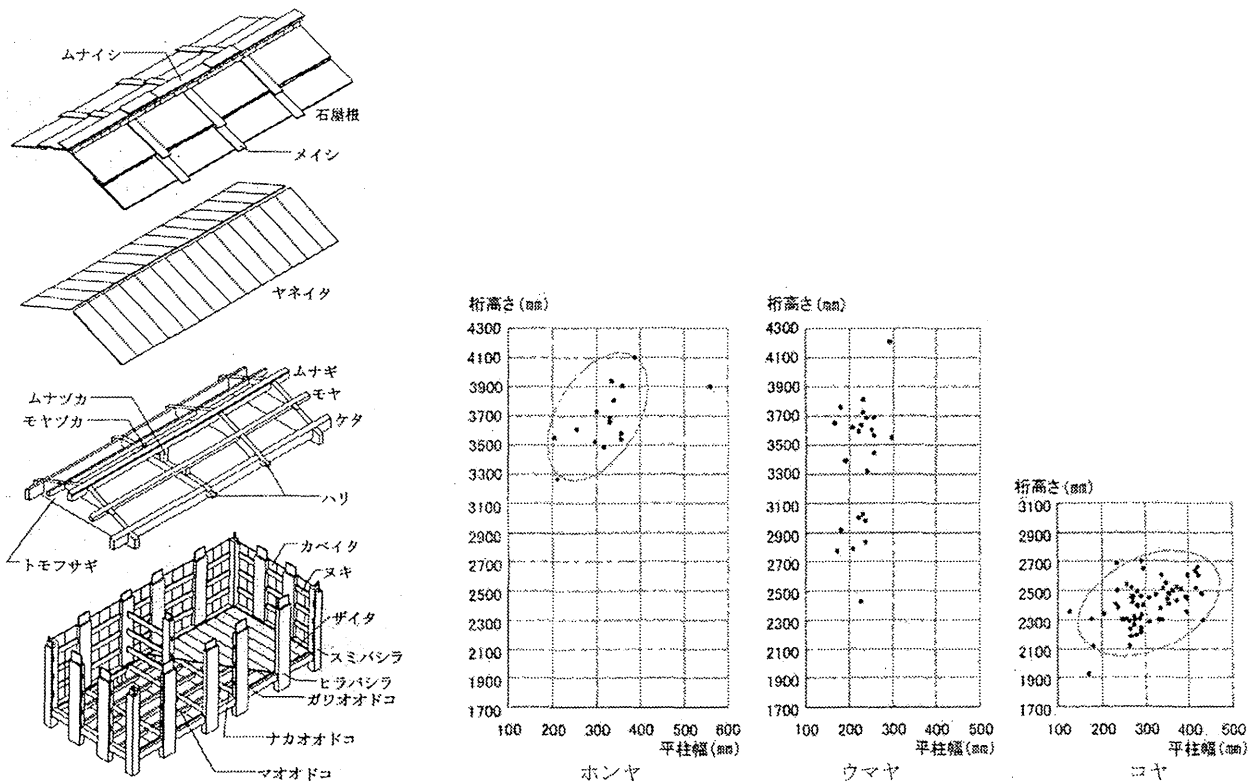 ムナイシ
石屋根
メイシ
ヤネイタ
ムナギ
モヤ
ムナヅカ
モヤヅカ
ケタ
ハリ
トモフサギ
カベイタ
ヌキ
ザイタ
スミバシラ
ヒラバシラ
ガワオオドコ
ナカオオドコ
マオオドコ
桁高さ(mm)
4300
4100
3900
3700
3500
3300
3100
2900
2700
2500
2300
2100
1900
1700
100 200 300 400 500 600
平柱幅(mm)
ホンヤ
桁高さ(mm)
4300
4100
3900
3700
3500
3300
3100
2900
2700
2500
2300
2100
1900
1700
100 200 300 400 500
平柱幅(mm)
ウマヤ
桁高さ(mm)
3100
2900
2700
2500
2300
2100
1900
1700
100 200 300 400 500
平柱幅(mm)
コヤ